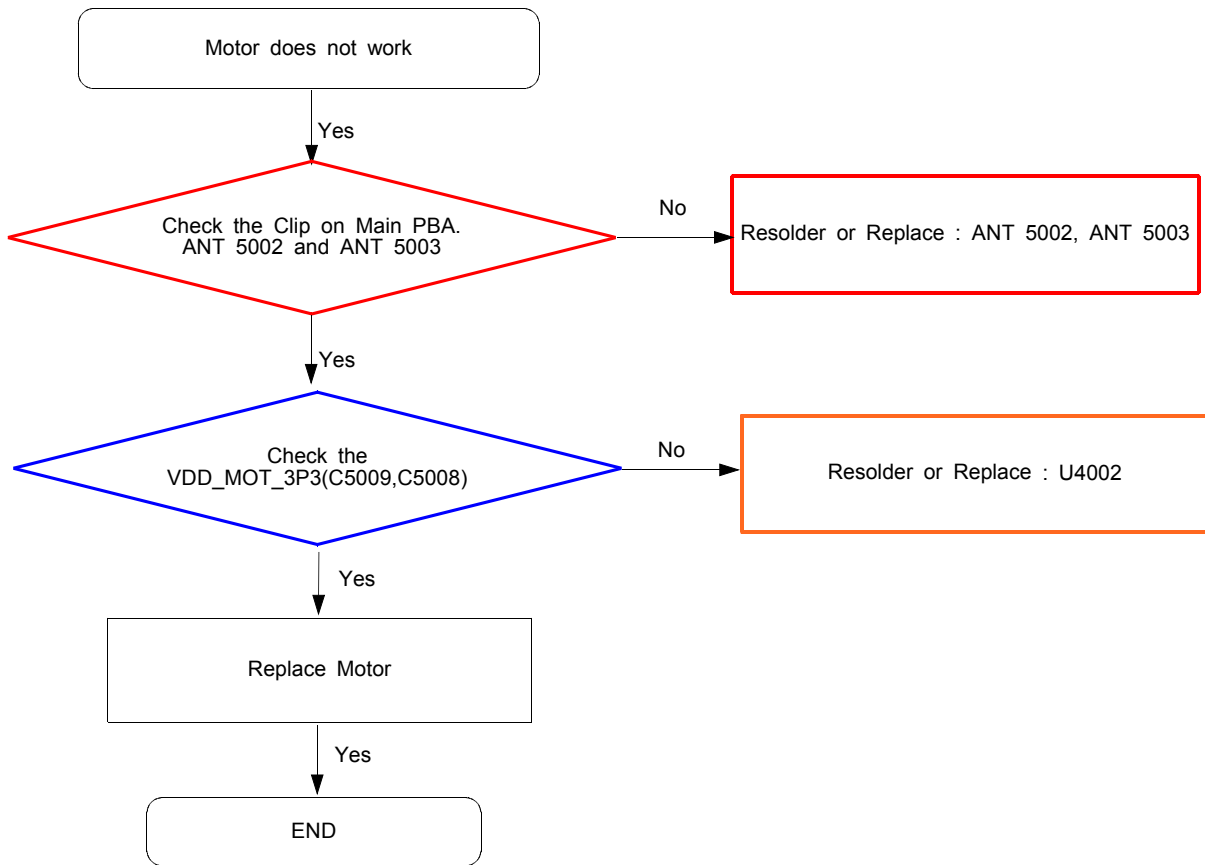 Motor does not work
Yes
Check the Clip on Main PBA.
ANT 5002 and ANT 5003
No
Resolder or Replace : ANT 5002, ANT 5003
Yes
Check the
VDD_MOT_3P3(C5009,C5008)
No
Resolder or Replace : U4002
Yes
Replace Motor
Yes
END